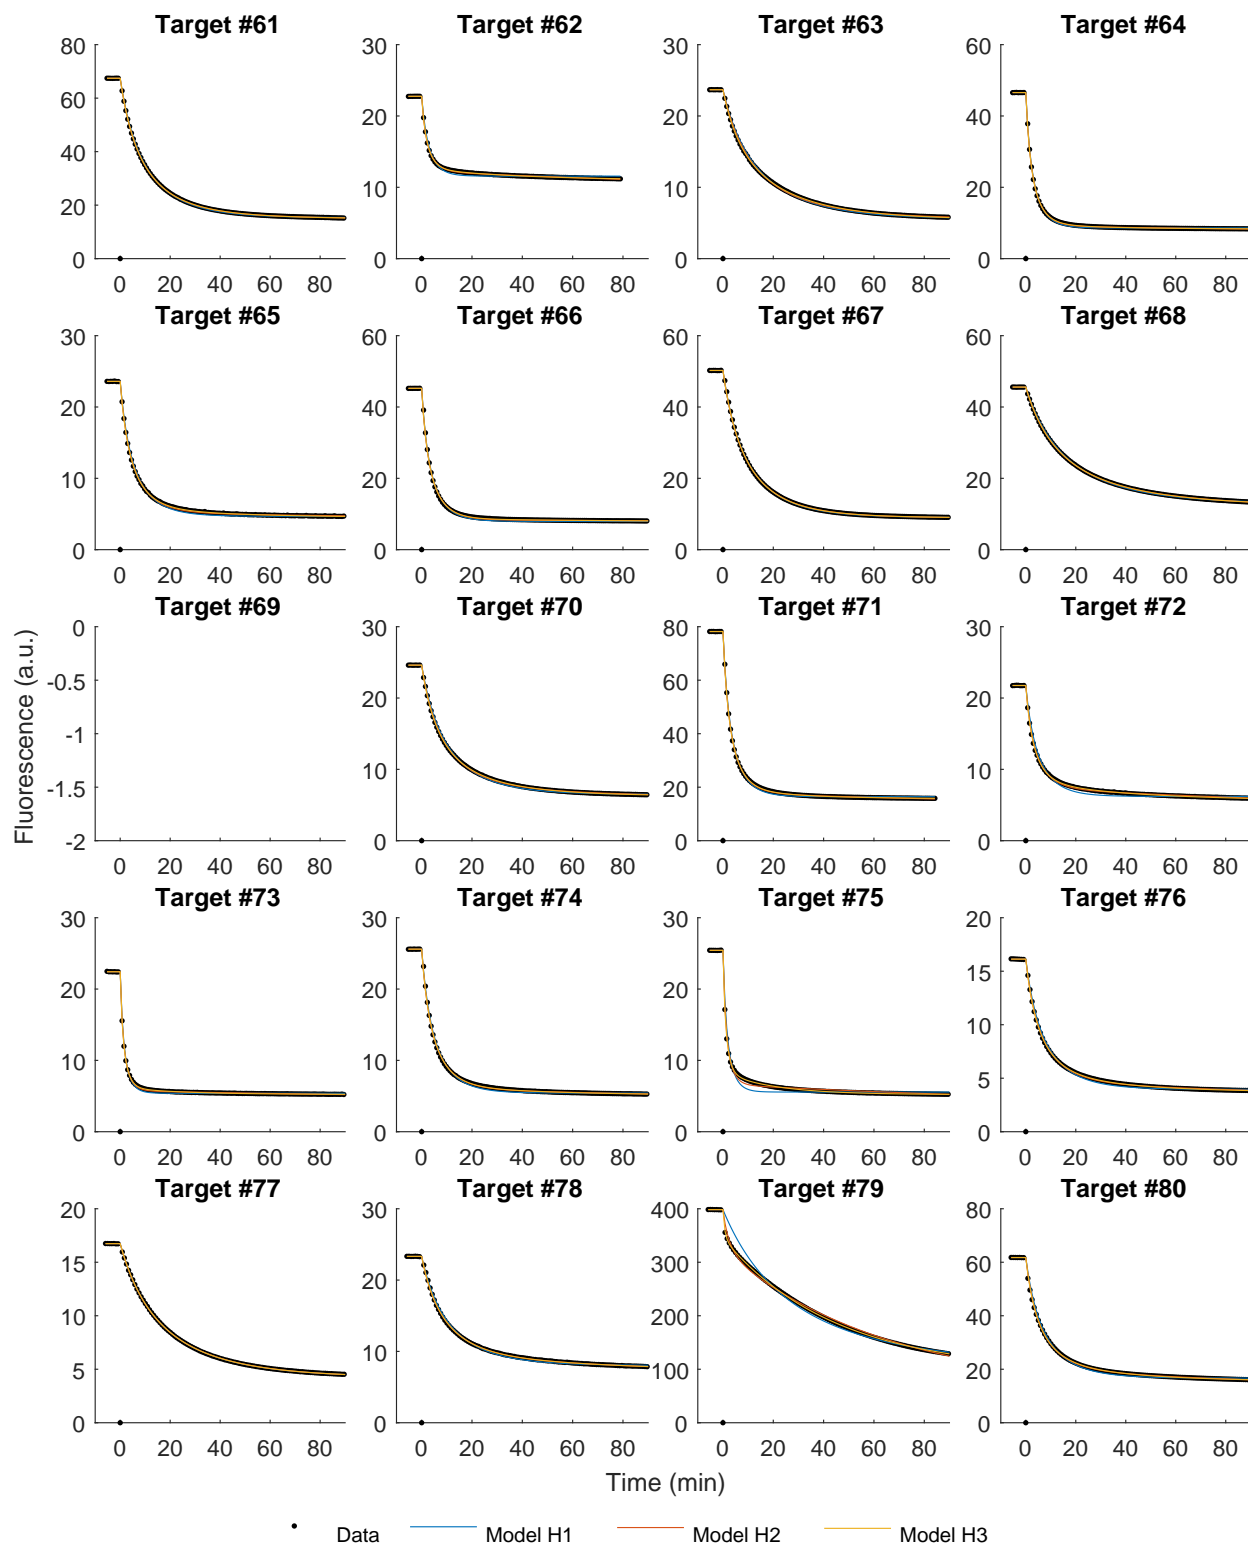 Target #61 Target #62 Target #63 Target #64
80 30 30 60
60 20 20 40
40
20 10 10 20
0 0 0 0
0 20 40 60 80 0 20 40 60 80 0 20 40 60 80 0 20 40 60 80
Target #65 Target #66 Target #67 Target #68
30 60 60 60
20 40 40 40
10 20 20 20
0 0 0 0
0 20 40 60 80 0 20 40 60 80 0 20 40 60 80 0 20 40 60 80
Target #69 Target #70 Target #71 Target #72
0 30 80 30
-0.5 20 60 20
-1 40
-1.5 10 20 10
-2 0 0 0
0 20 40 60 80 0 20 40 60 80 0 20 40 60 80 0 20 40 60 80
Fluorescence (a.u.)
Target #73 Target #74 Target #75 Target #76
30 30 30 20
20 20 20 15
10
10 10 10 5
0 0 0 0
0 20 40 60 80 0 20 40 60 80 0 20 40 60 80 0 20 40 60 80
Target #77 Target #78 Target #79 Target #80
20 30 400 80
15 20 300 60
10 200 40
5 10 100 20
0 0 0 0
0 20 40 60 80 0 20 40 60 80 0 20 40 60 80 0 20 40 60 80
Time (min)
Data Model H1 Model H2 Model H3